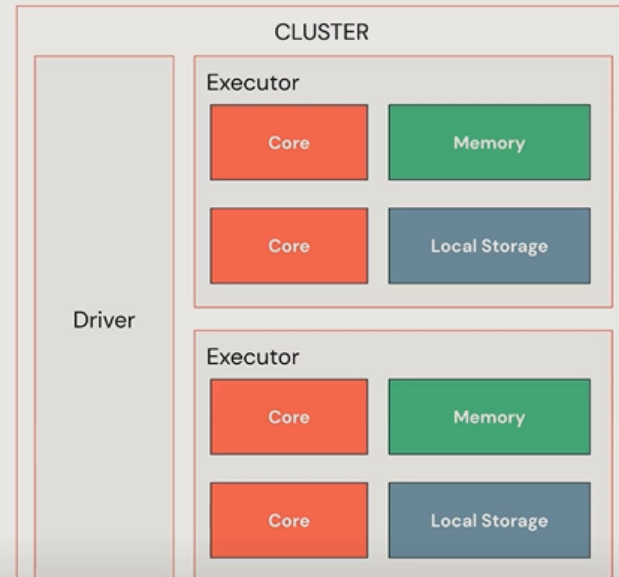 CLUSTER
Driver
Executor
Core
Memory
Core
Local Storage
Executor
Core
Memory
Core
Local Storage